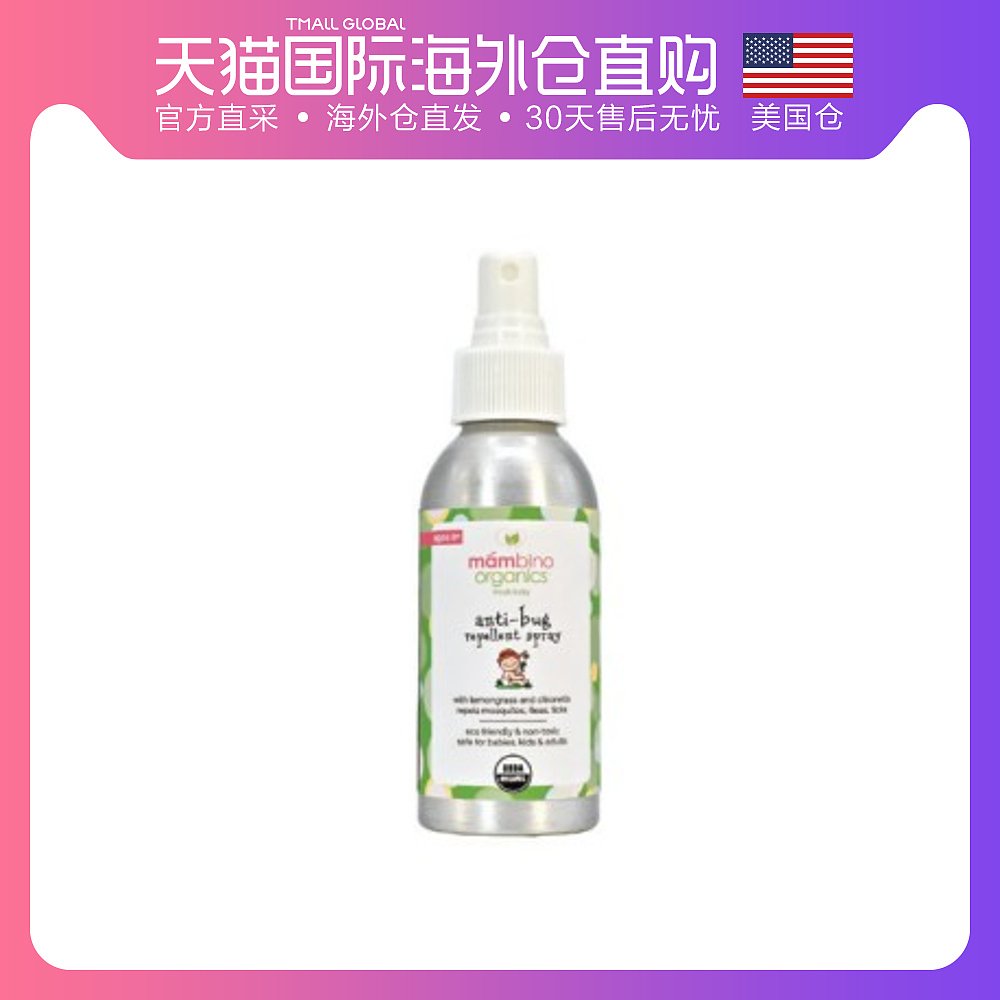 TMALL GLOBAL
天猫国际海外仓直购
官方直采 • 海外仓直发 • 30天售后无忧 美国仓
mambino
organics
anti-bug
repellent spray
with lemongrass and citronella
repels mosquitos, fleas, ticks
eco friendly & non-toxic
safe for babies, kids & adults
USDA
ORGANIC